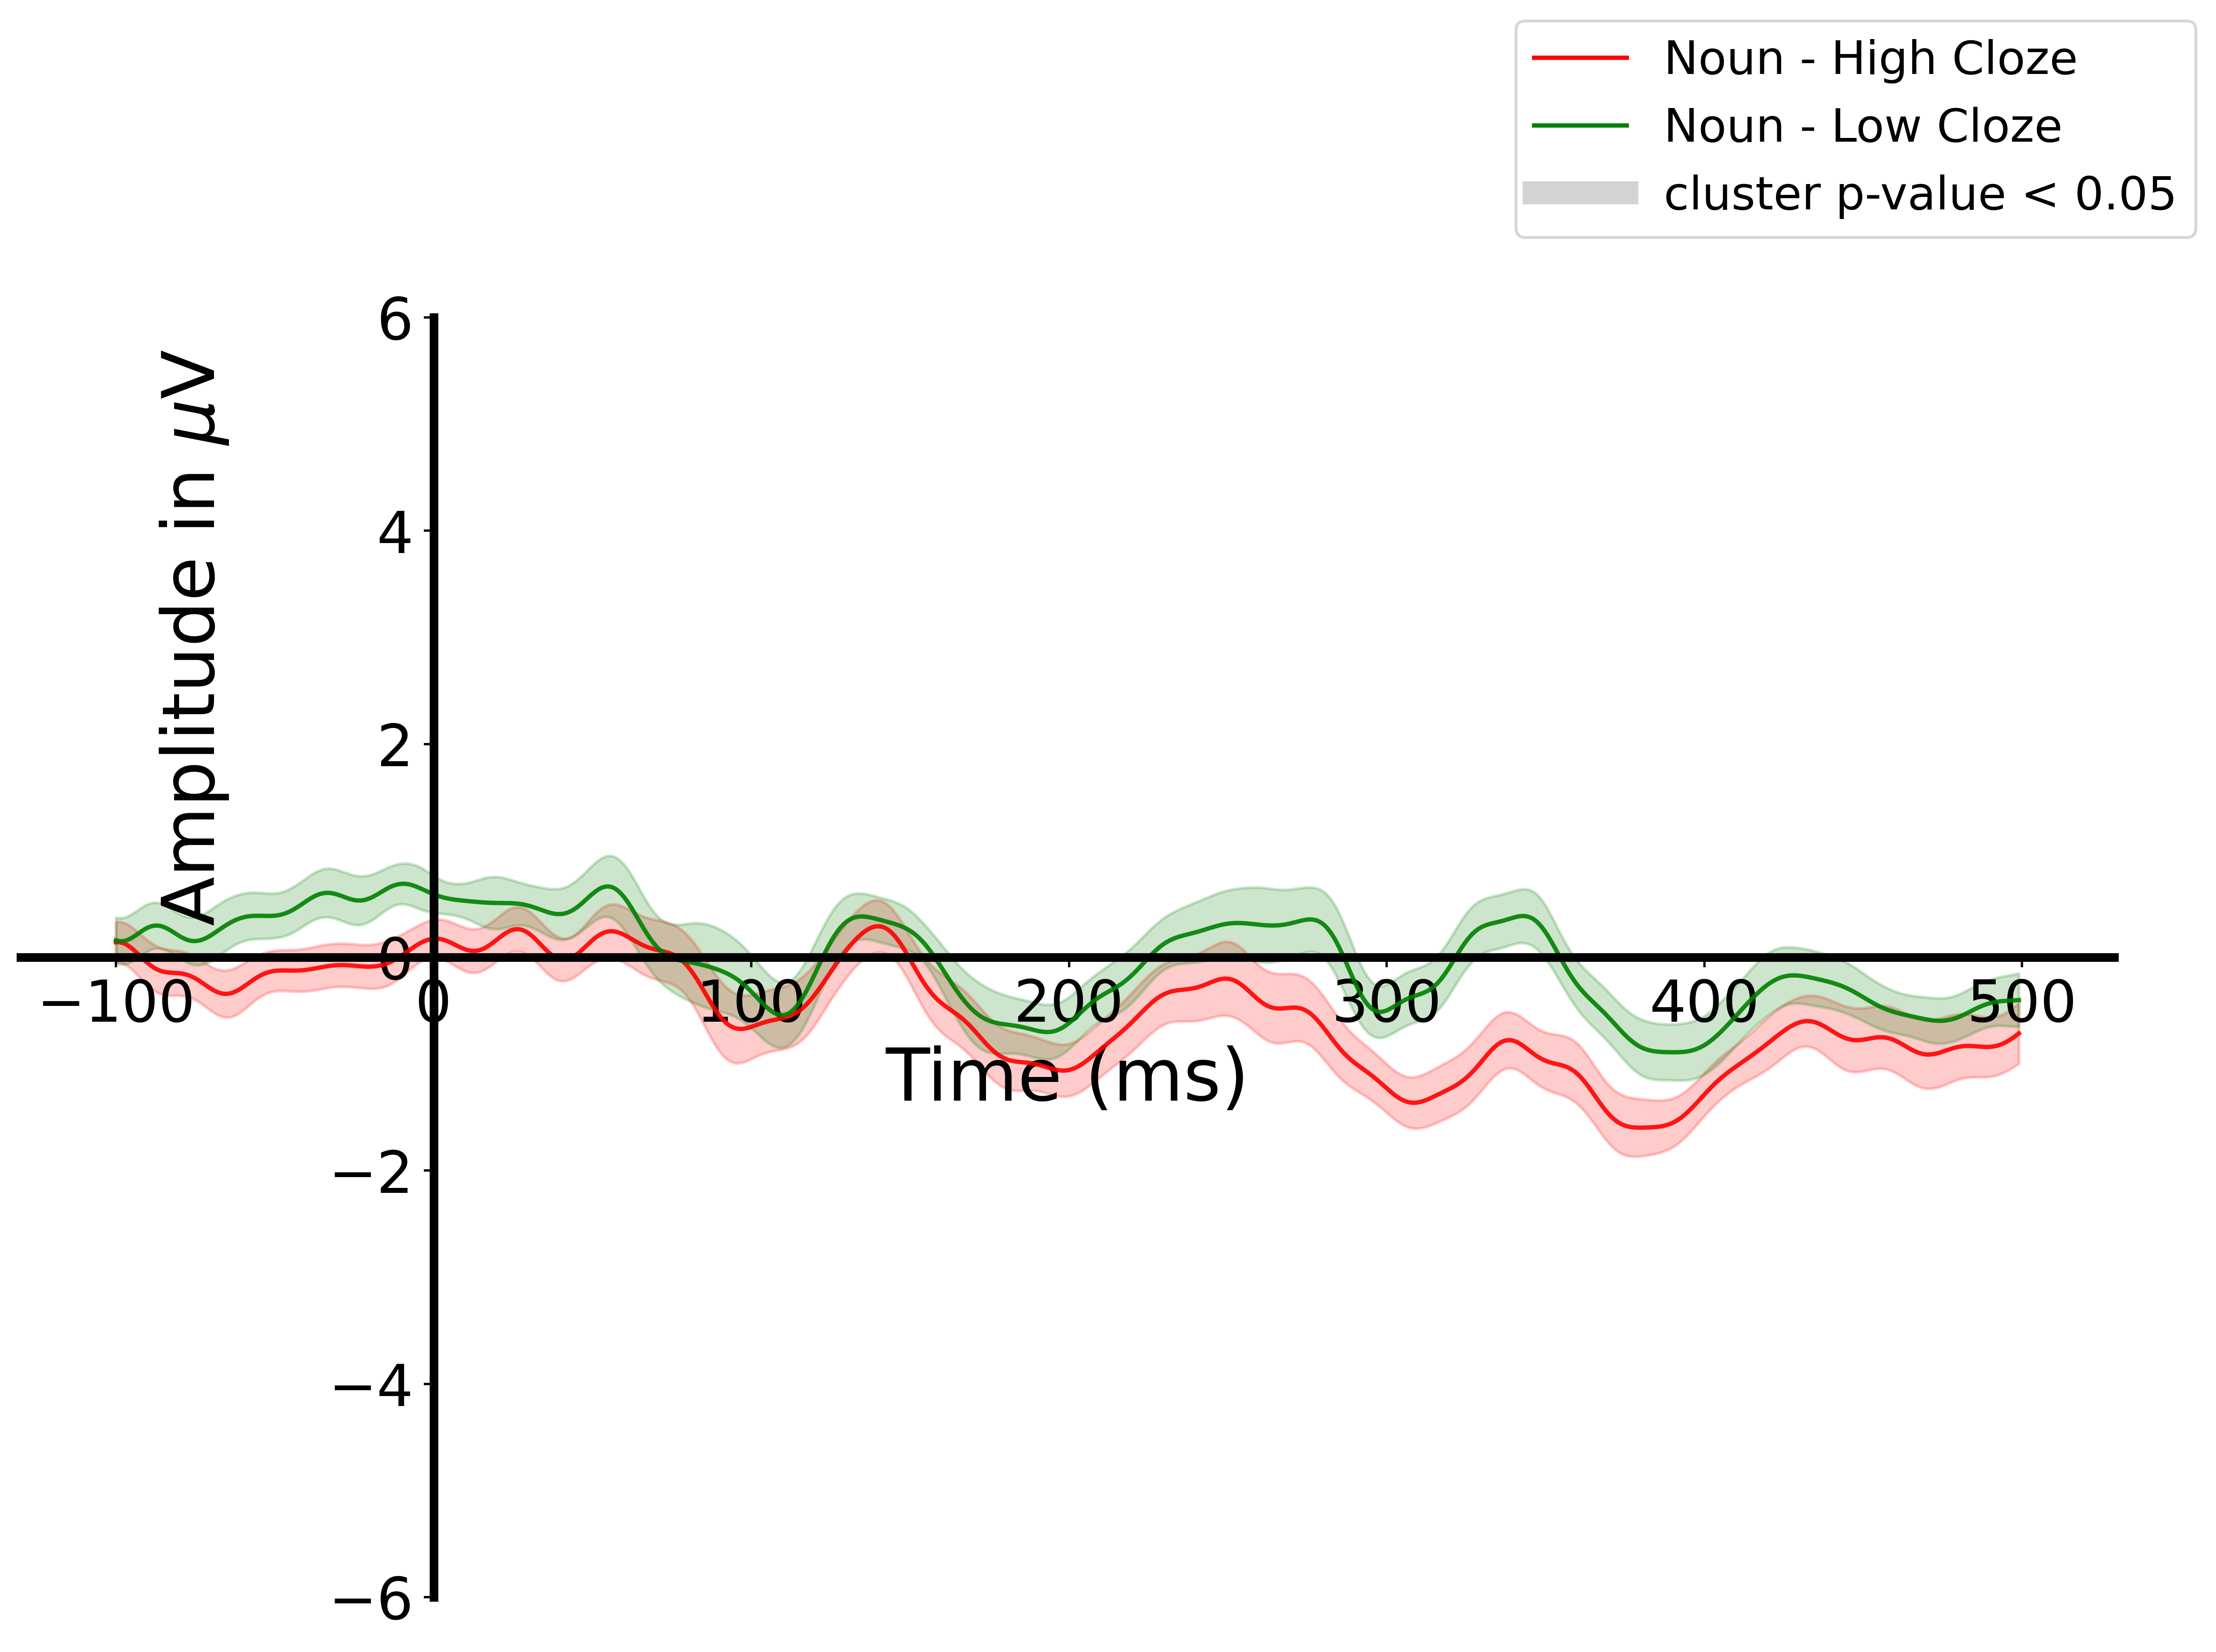 Noun - High Cloze
Noun - Low Cloze
cluster p-value < 0.05
6
4
2
0
−2
−4
−6
Amplitude in μV
−100 0 100 200 300 400 500
Time (ms)